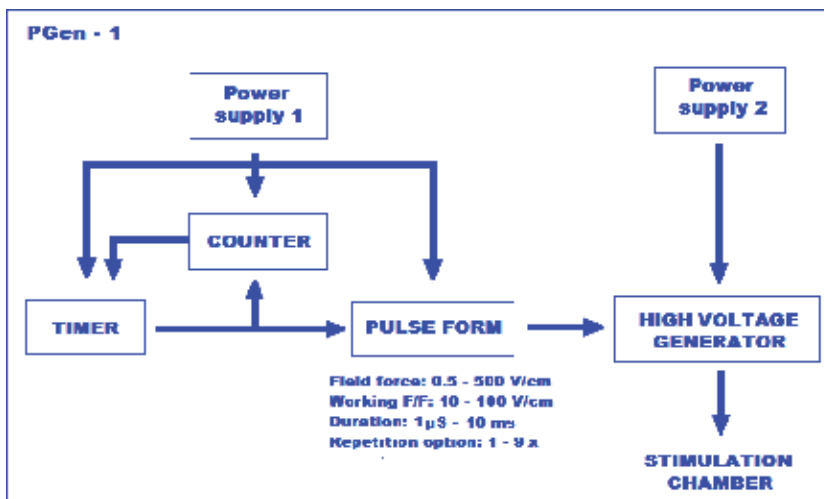 PGen - 1
Power
supply 1
Power
supply 2
COUNTER
TIMER
PULSE FORM
HIGH VOLTAGE
GENERATOR
Field force: 0.5 - 500 V/cm
Working F/F: 10 - 100 V/cm
Duration: 1µS - 10 ms
Repetition option: 1 - 9 x
STIMULATION
CHAMBER